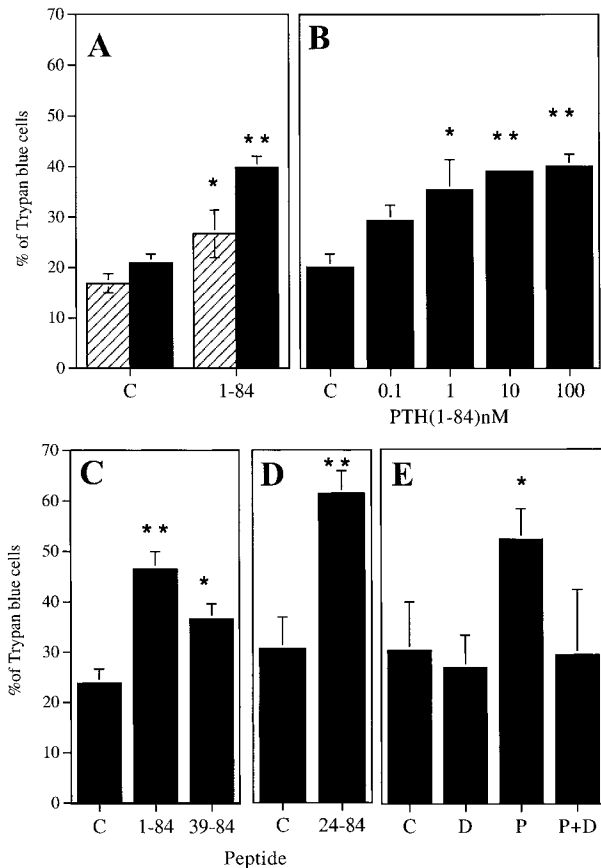 A
B
% of Trypan blue cells
70
60
50
40
30
20
10
0
*
* *
*
* *
* *
C
1-84
C
0.1
1
10
100
PTH(1-84)nM
C
D
E
%of Trypan blue cells
70
60
50
40
30
20
10
0
* *
*
* *
*
C
1-84
39-84
C
24-84
C
D
P
P+D
Peptide